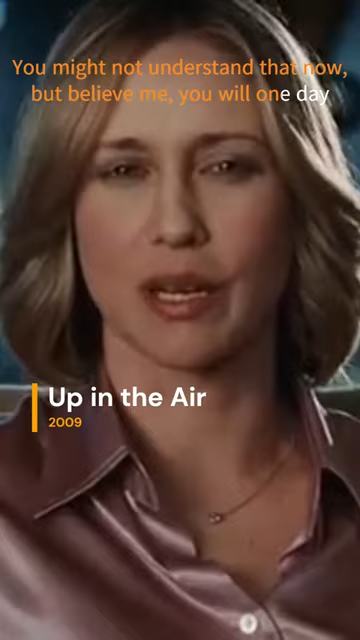 You might not understand that now,
but believe me, you will one day
Up in the Air
2009